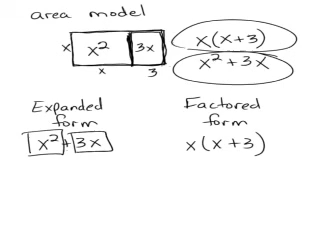 area model
x x² 3x x(x+3)
x 3 x² + 3x
Expanded Factored
form form
x² + 3x x(x+3)